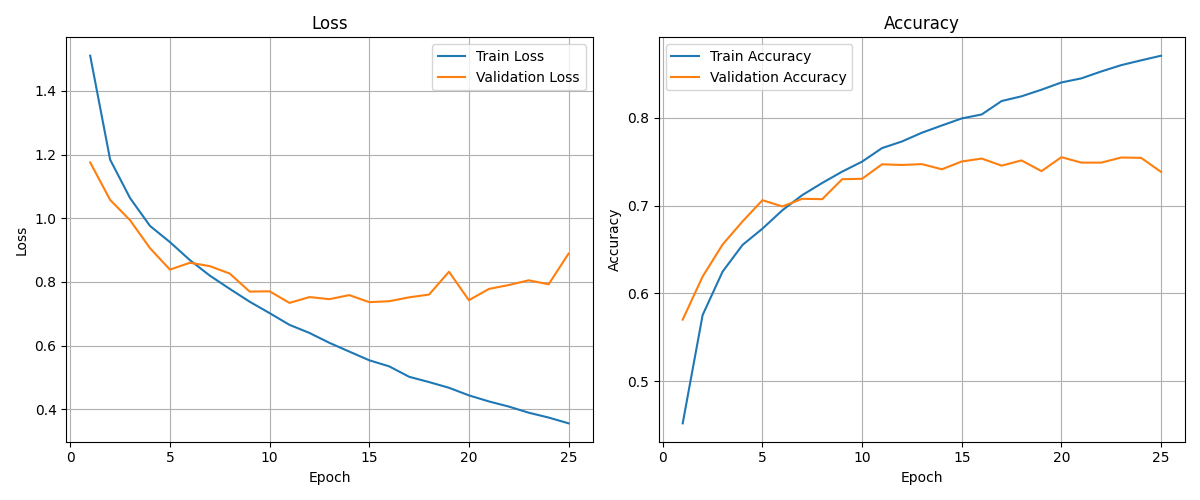 Loss
Train Loss
Validation Loss
1.4
1.2
1.0
0.8
0.6
0.4
Loss
0
5
10
15
20
25
Epoch
Accuracy
Train Accuracy
Validation Accuracy
0.8
0.7
0.6
0.5
Accuracy
0
5
10
15
20
25
Epoch